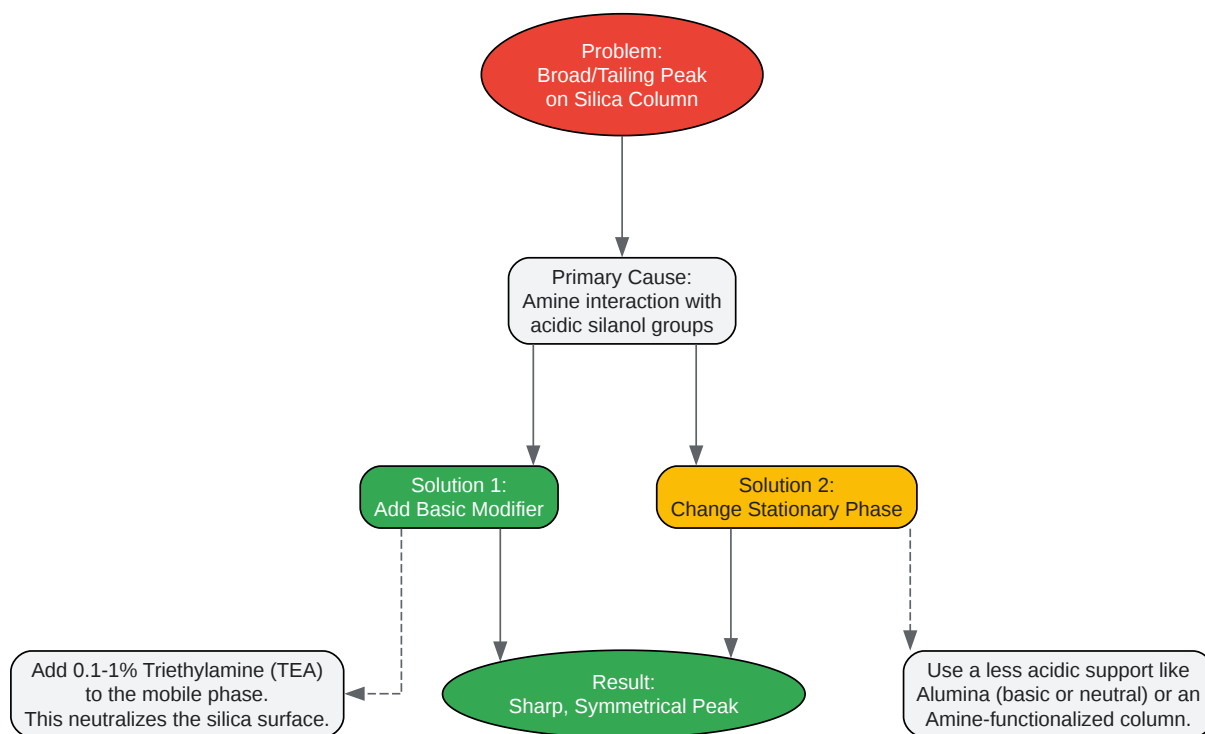 Problem:
Broad/Tailing Peak
on Silica Column
Primary Cause:
Amine interaction with
acidic silanol groups
Solution 1:
Add Basic Modifier
Solution 2:
Change Stationary Phase
Add 0.1-1% Triethylamine (TEA)
to the mobile phase.
This neutralizes the silica surface.
Result:
Sharp, Symmetrical Peak
Use a less acidic support like
Alumina (basic or neutral) or an
Amine-functionalized column.